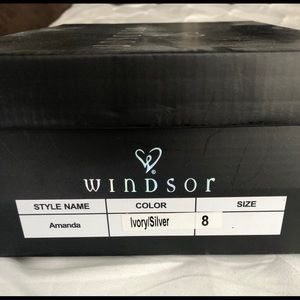 WINDSOR
STYLE NAME COLOR SIZE
Amanda Ivory/Silver 8